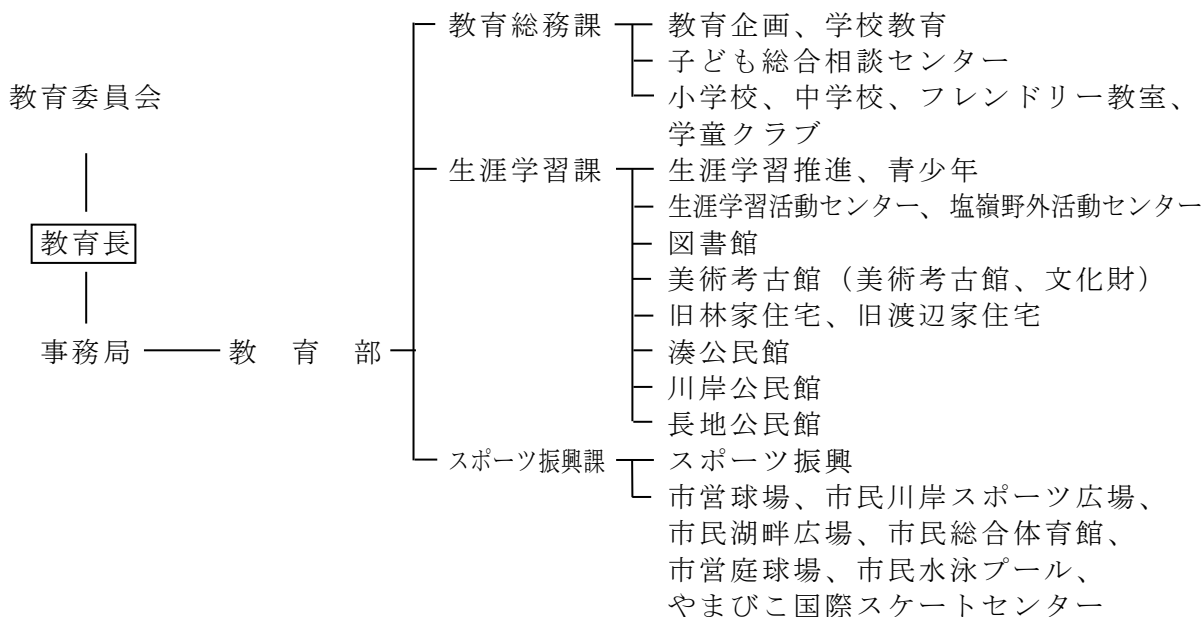 教育総務課
教育企画、学校教育
子ども総合相談センター
小学校、中学校、フレンドリー教室、
学童クラブ
教育委員会
教育長
事務局
教 育 部
生涯学習課
生涯学習推進、青少年
生涯学習活動センター、塩嶺野外活動センター
図書館
美術考古館（美術考古館、文化財）
旧林家住宅、旧渡辺家住宅
湊公民館
川岸公民館
長地公民館
スポーツ振興課
スポーツ振興
市営球場、市民川岸スポーツ広場、
市民湖畔広場、市民総合体育館、
市営庭球場、市民水泳プール、
やまびこ国際スケートセンター